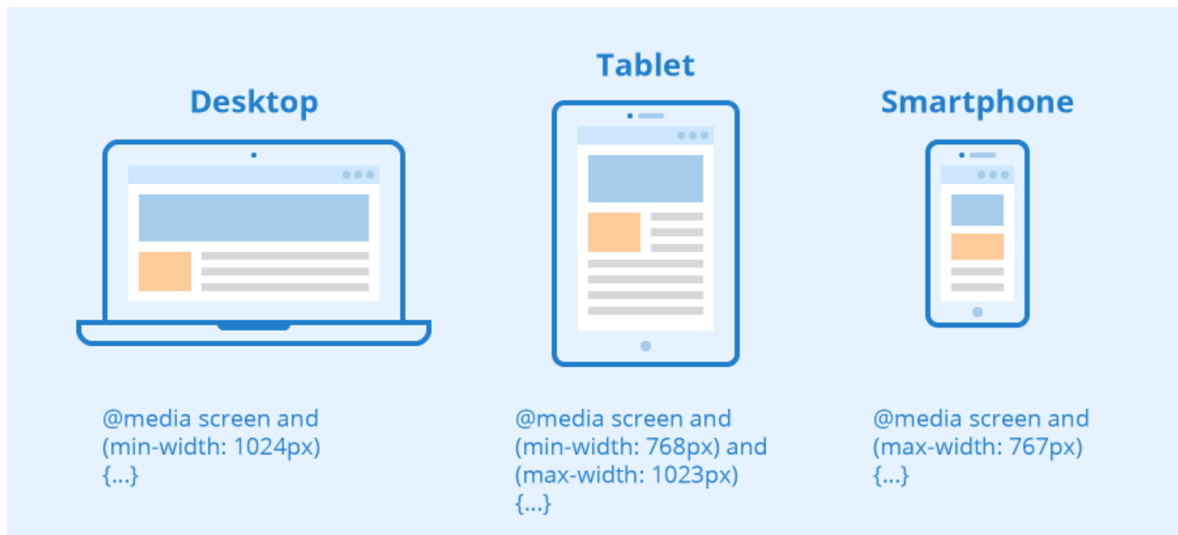 Desktop
@media screen and
(min-width: 1024px)
{...}
Tablet
@media screen and
(min-width: 768px) and
(max-width: 1023px)
{...}
Smartphone
@media screen and
(max-width: 767px)
{...}